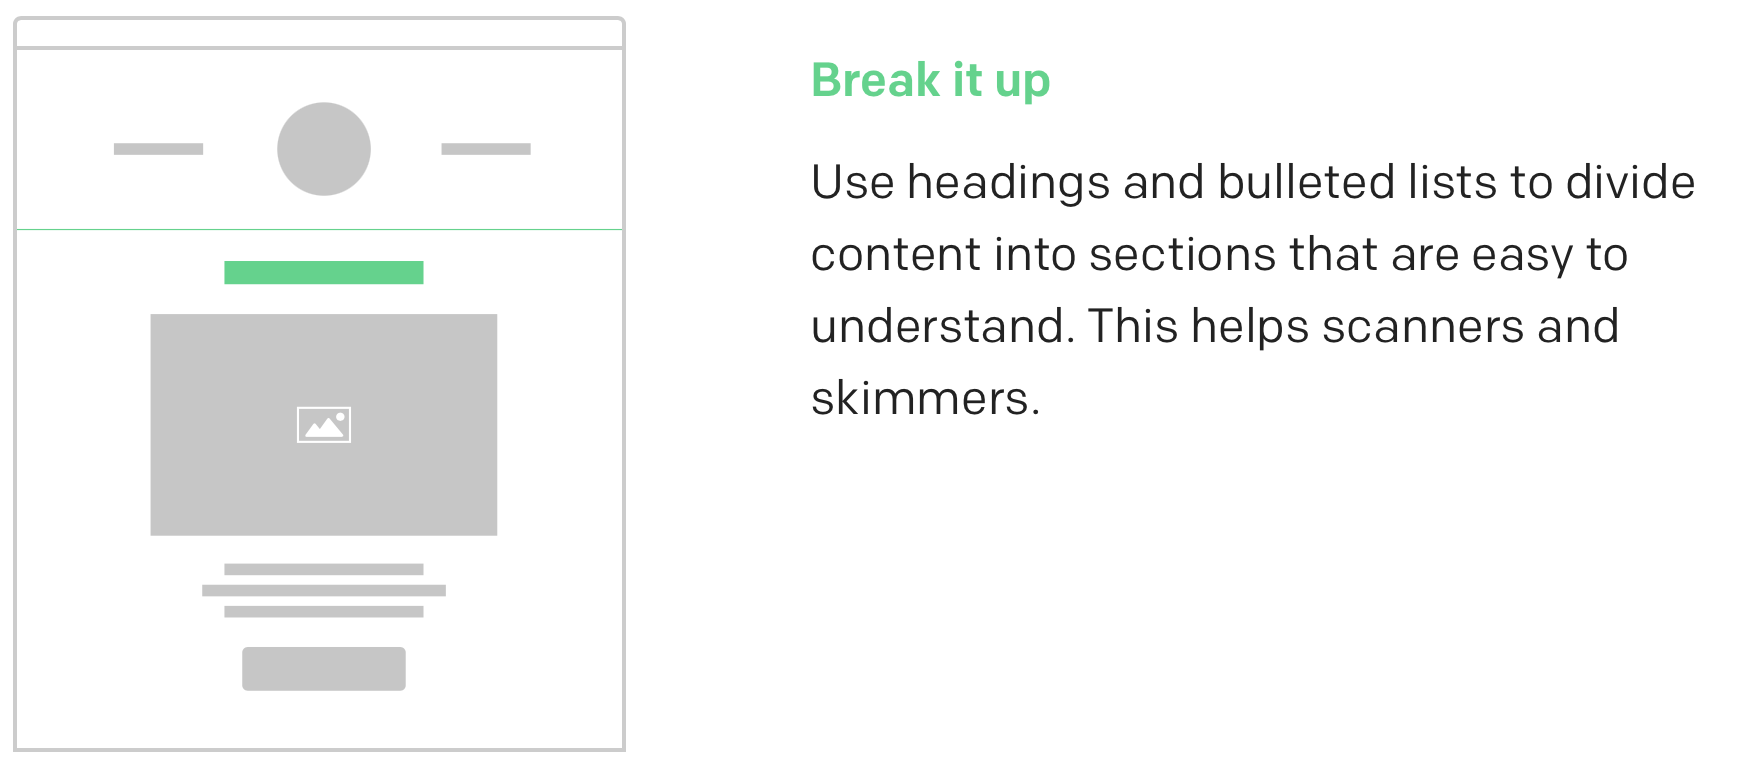 Break it up
Use headings and bulleted lists to divide
content into sections that are easy to
understand. This helps scanners and
skimmers.